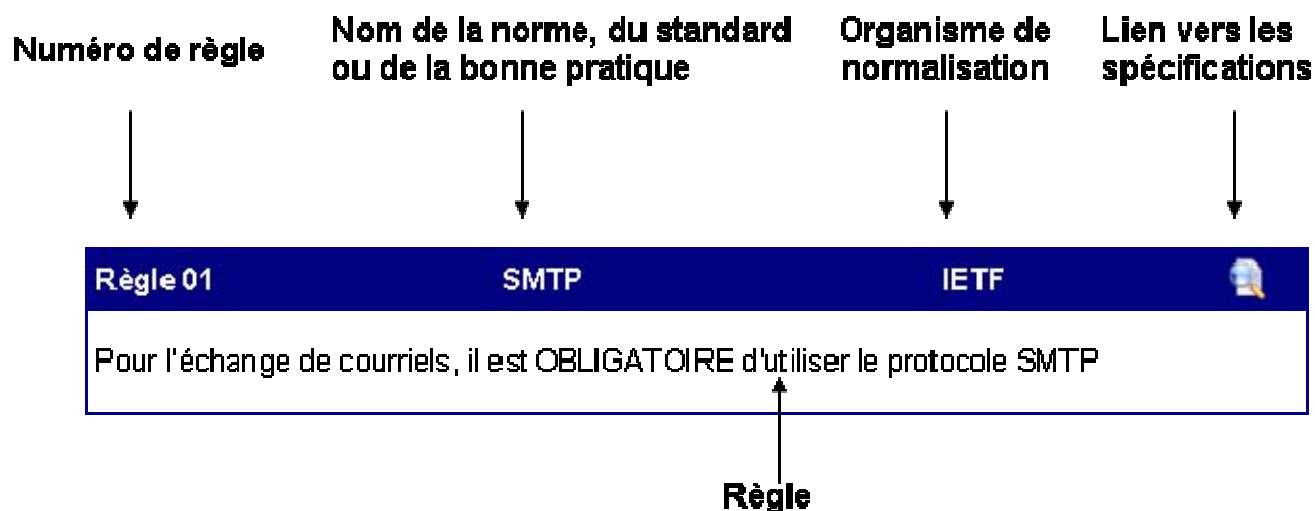 Numéro de règle
Nom de la norme, du standard
ou de la bonne pratique
Organisme de
normalisation
Lien vers les
spécifications
Règle 01
SMTP
IETF
Pour l'échange de courriels, il est OBLIGATOIRE d'utiliser le protocole SMTP
Règle